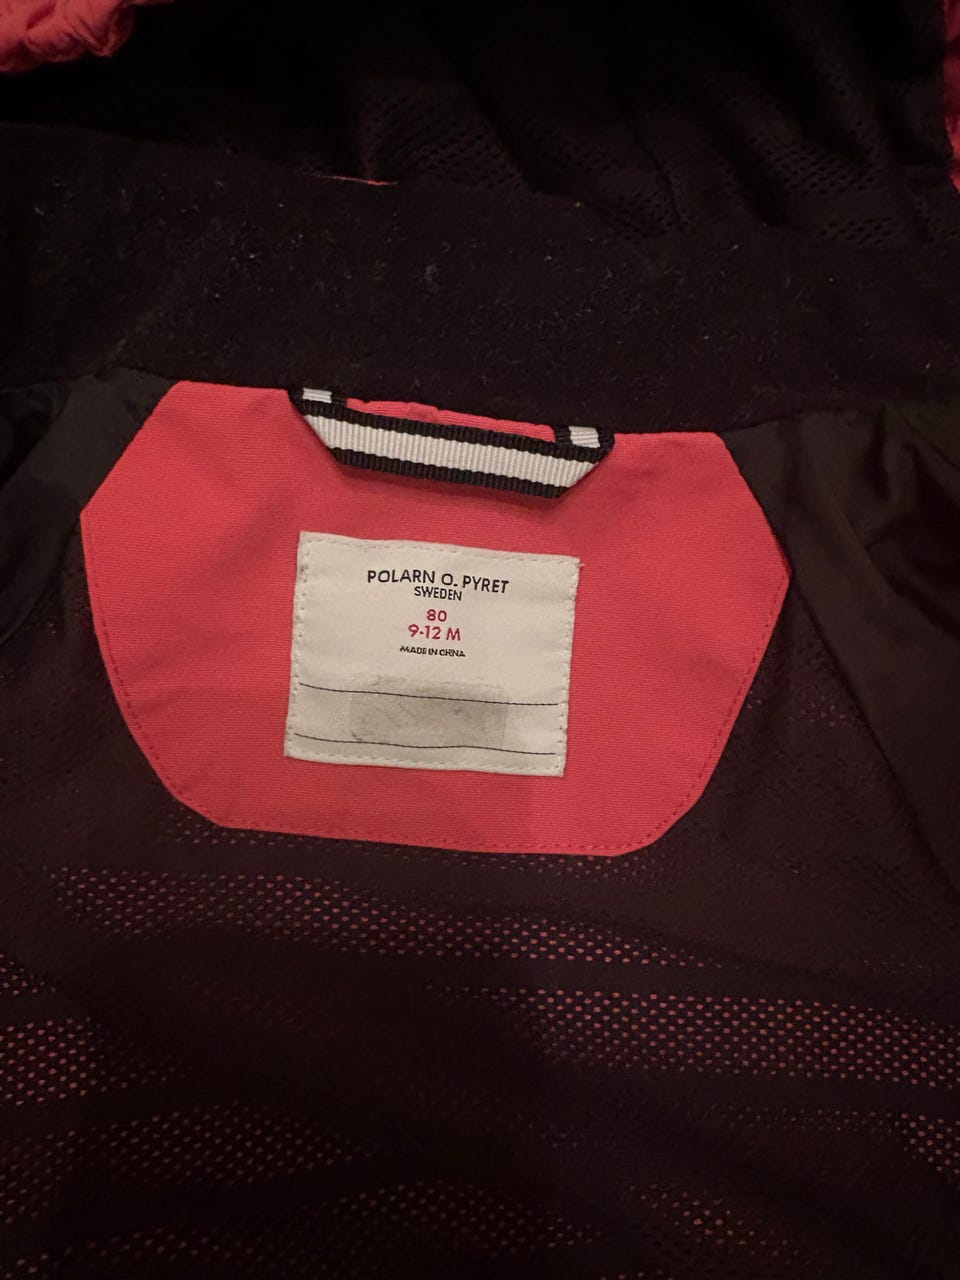 POLARN O. PYRET
SWEDEN
80
9-12 M
MADE IN CHINA